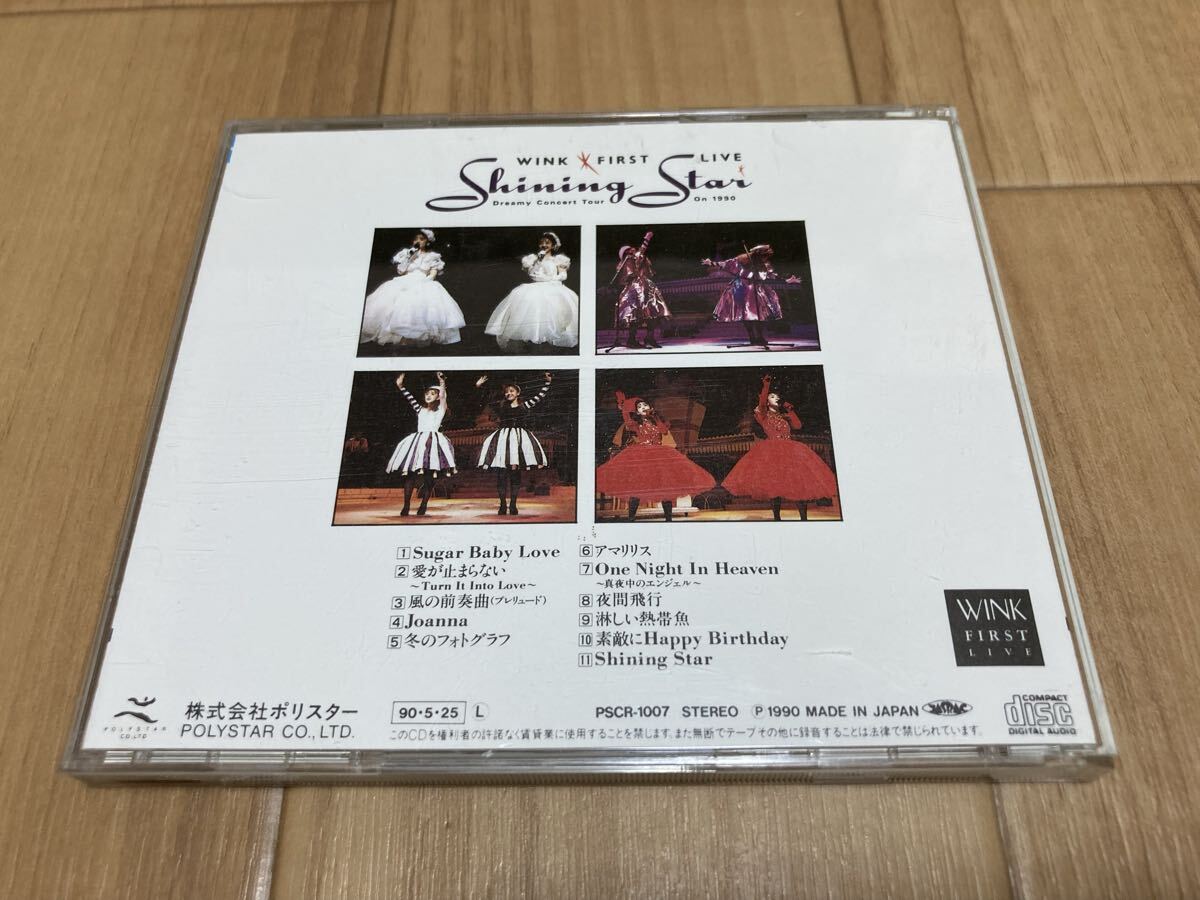 WINK FIRST LIVE
Shining Star
Dreamy Concert Tour On 1990
1 Sugar Baby Love
2 愛が止まらない
～Turn It Into Love～
3 風の前奏曲(プレリュード)
4 Joanna
5 冬のフォトグラフ
6 アマリリス
7 One Night In Heaven
～真夜中のエンジェル～
8 夜間飛行
9 淋しい熱帯魚
10 素敵にHappy Birthday
11 Shining Star
WINK
FIRST
LIVE
POLYSTAR
CO.,LTD
株式会社ポリスター
POLYSTAR CO., LTD.
90・5・25 L
PSCR-1007 STEREO Ⓟ 1990 MADE IN JAPAN JASRAC
このCDを権利者の許諾なく賃貸業に使用することを禁じます。また無断でテープその他に録音することは法律で禁じられています。
COMPACT
disc
DIGITAL AUDIO